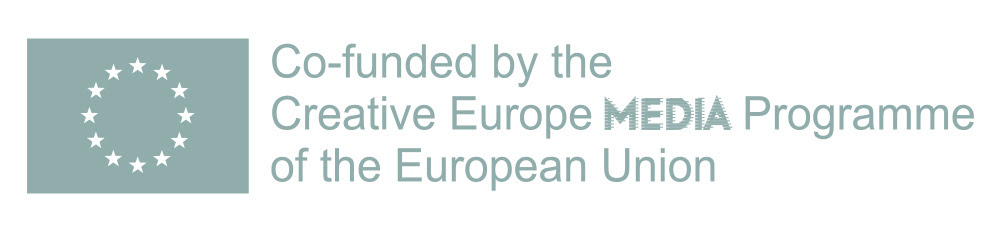 Co-funded by the
Creative Europe MEDIA Programme
of the European Union